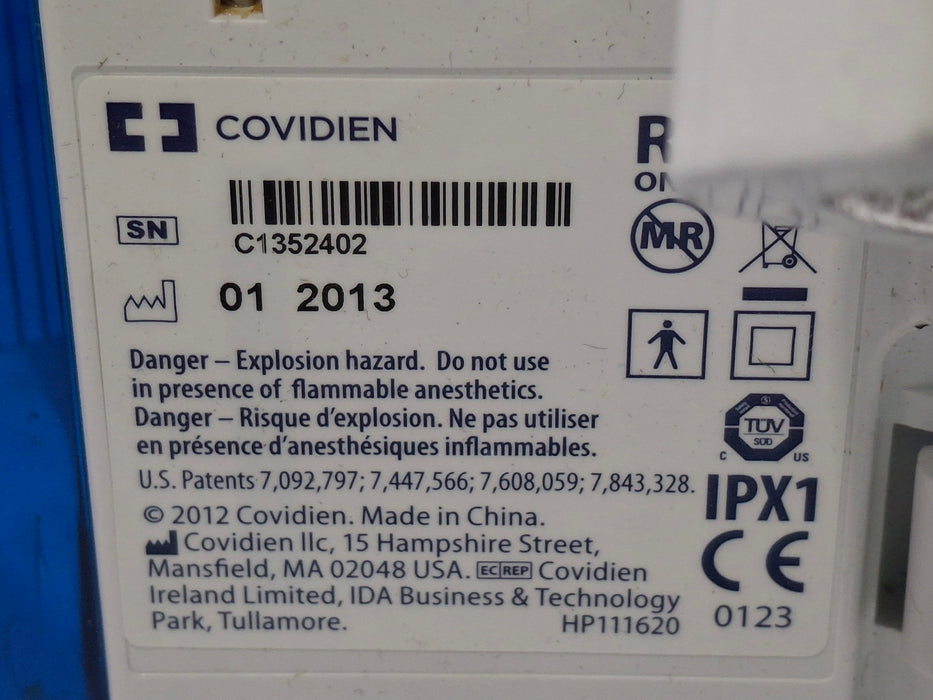 COVIDIEN
SN
C1352402
01 2013
MR
Danger – Explosion hazard. Do not use
in presence of flammable anesthetics.
Danger – Risque d'explosion. Ne pas utiliser
en présence d'anesthésiques inflammables.
U.S. Patents 7,092,797; 7,447,566; 7,608,059; 7,843,328.
© 2012 Covidien. Made in China.
Covidien llc, 15 Hampshire Street,
Mansfield, MA 02048 USA. EC REP Covidien
Ireland Limited, IDA Business & Technology
Park, Tullamore.
HP111620
TÜV
SÜD
C US
IPX1
CE
0123